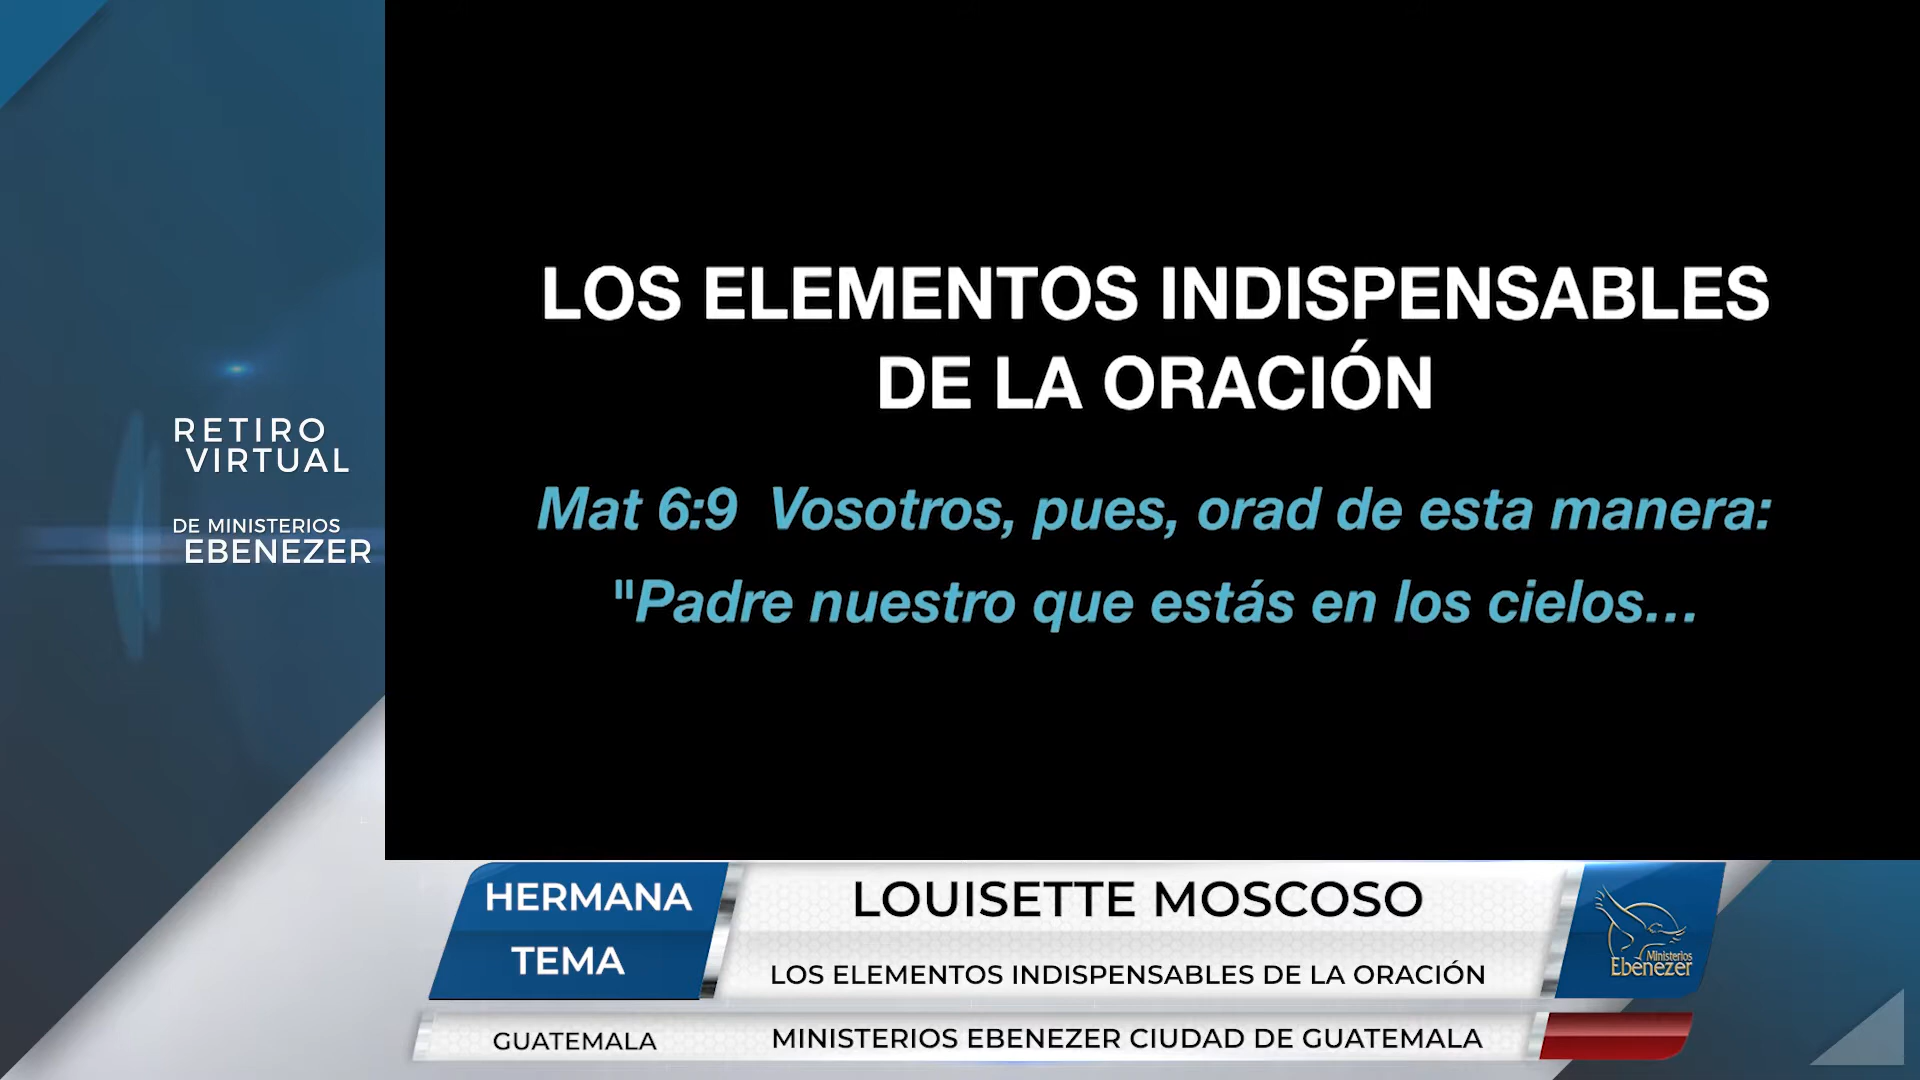 RETIRO
VIRTUAL
DE MINISTERIOS
EBENEZER
LOS ELEMENTOS INDISPENSABLES
DE LA ORACIÓN
Mat 6:9 Vosotros, pues, orad de esta manera:
"Padre nuestro que estás en los cielos...
HERMANA
LOUISETTE MOSCOSO
TEMA
LOS ELEMENTOS INDISPENSABLES DE LA ORACIÓN
Ministerios
Ebenezer
GUATEMALA
MINISTERIOS EBENEZER CIUDAD DE GUATEMALA